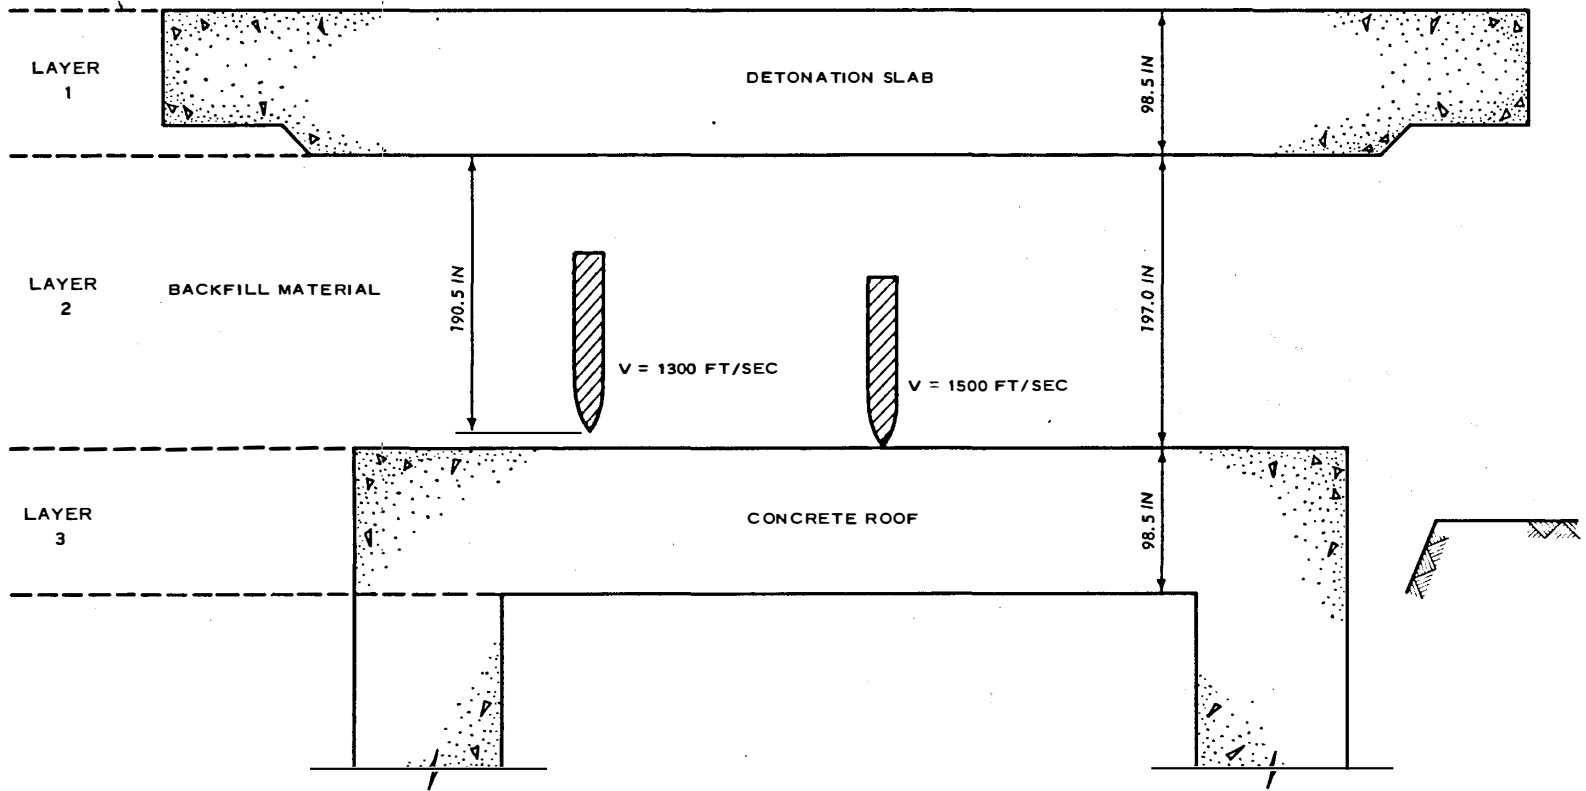 LAYER
1
DETONATION SLAB
98.5 IN
LAYER
2
BACKFILL MATERIAL
190.5 IN
V = 1300 FT/SEC
V = 1500 FT/SEC
197.0 IN
LAYER
3
CONCRETE ROOF
98.5 IN